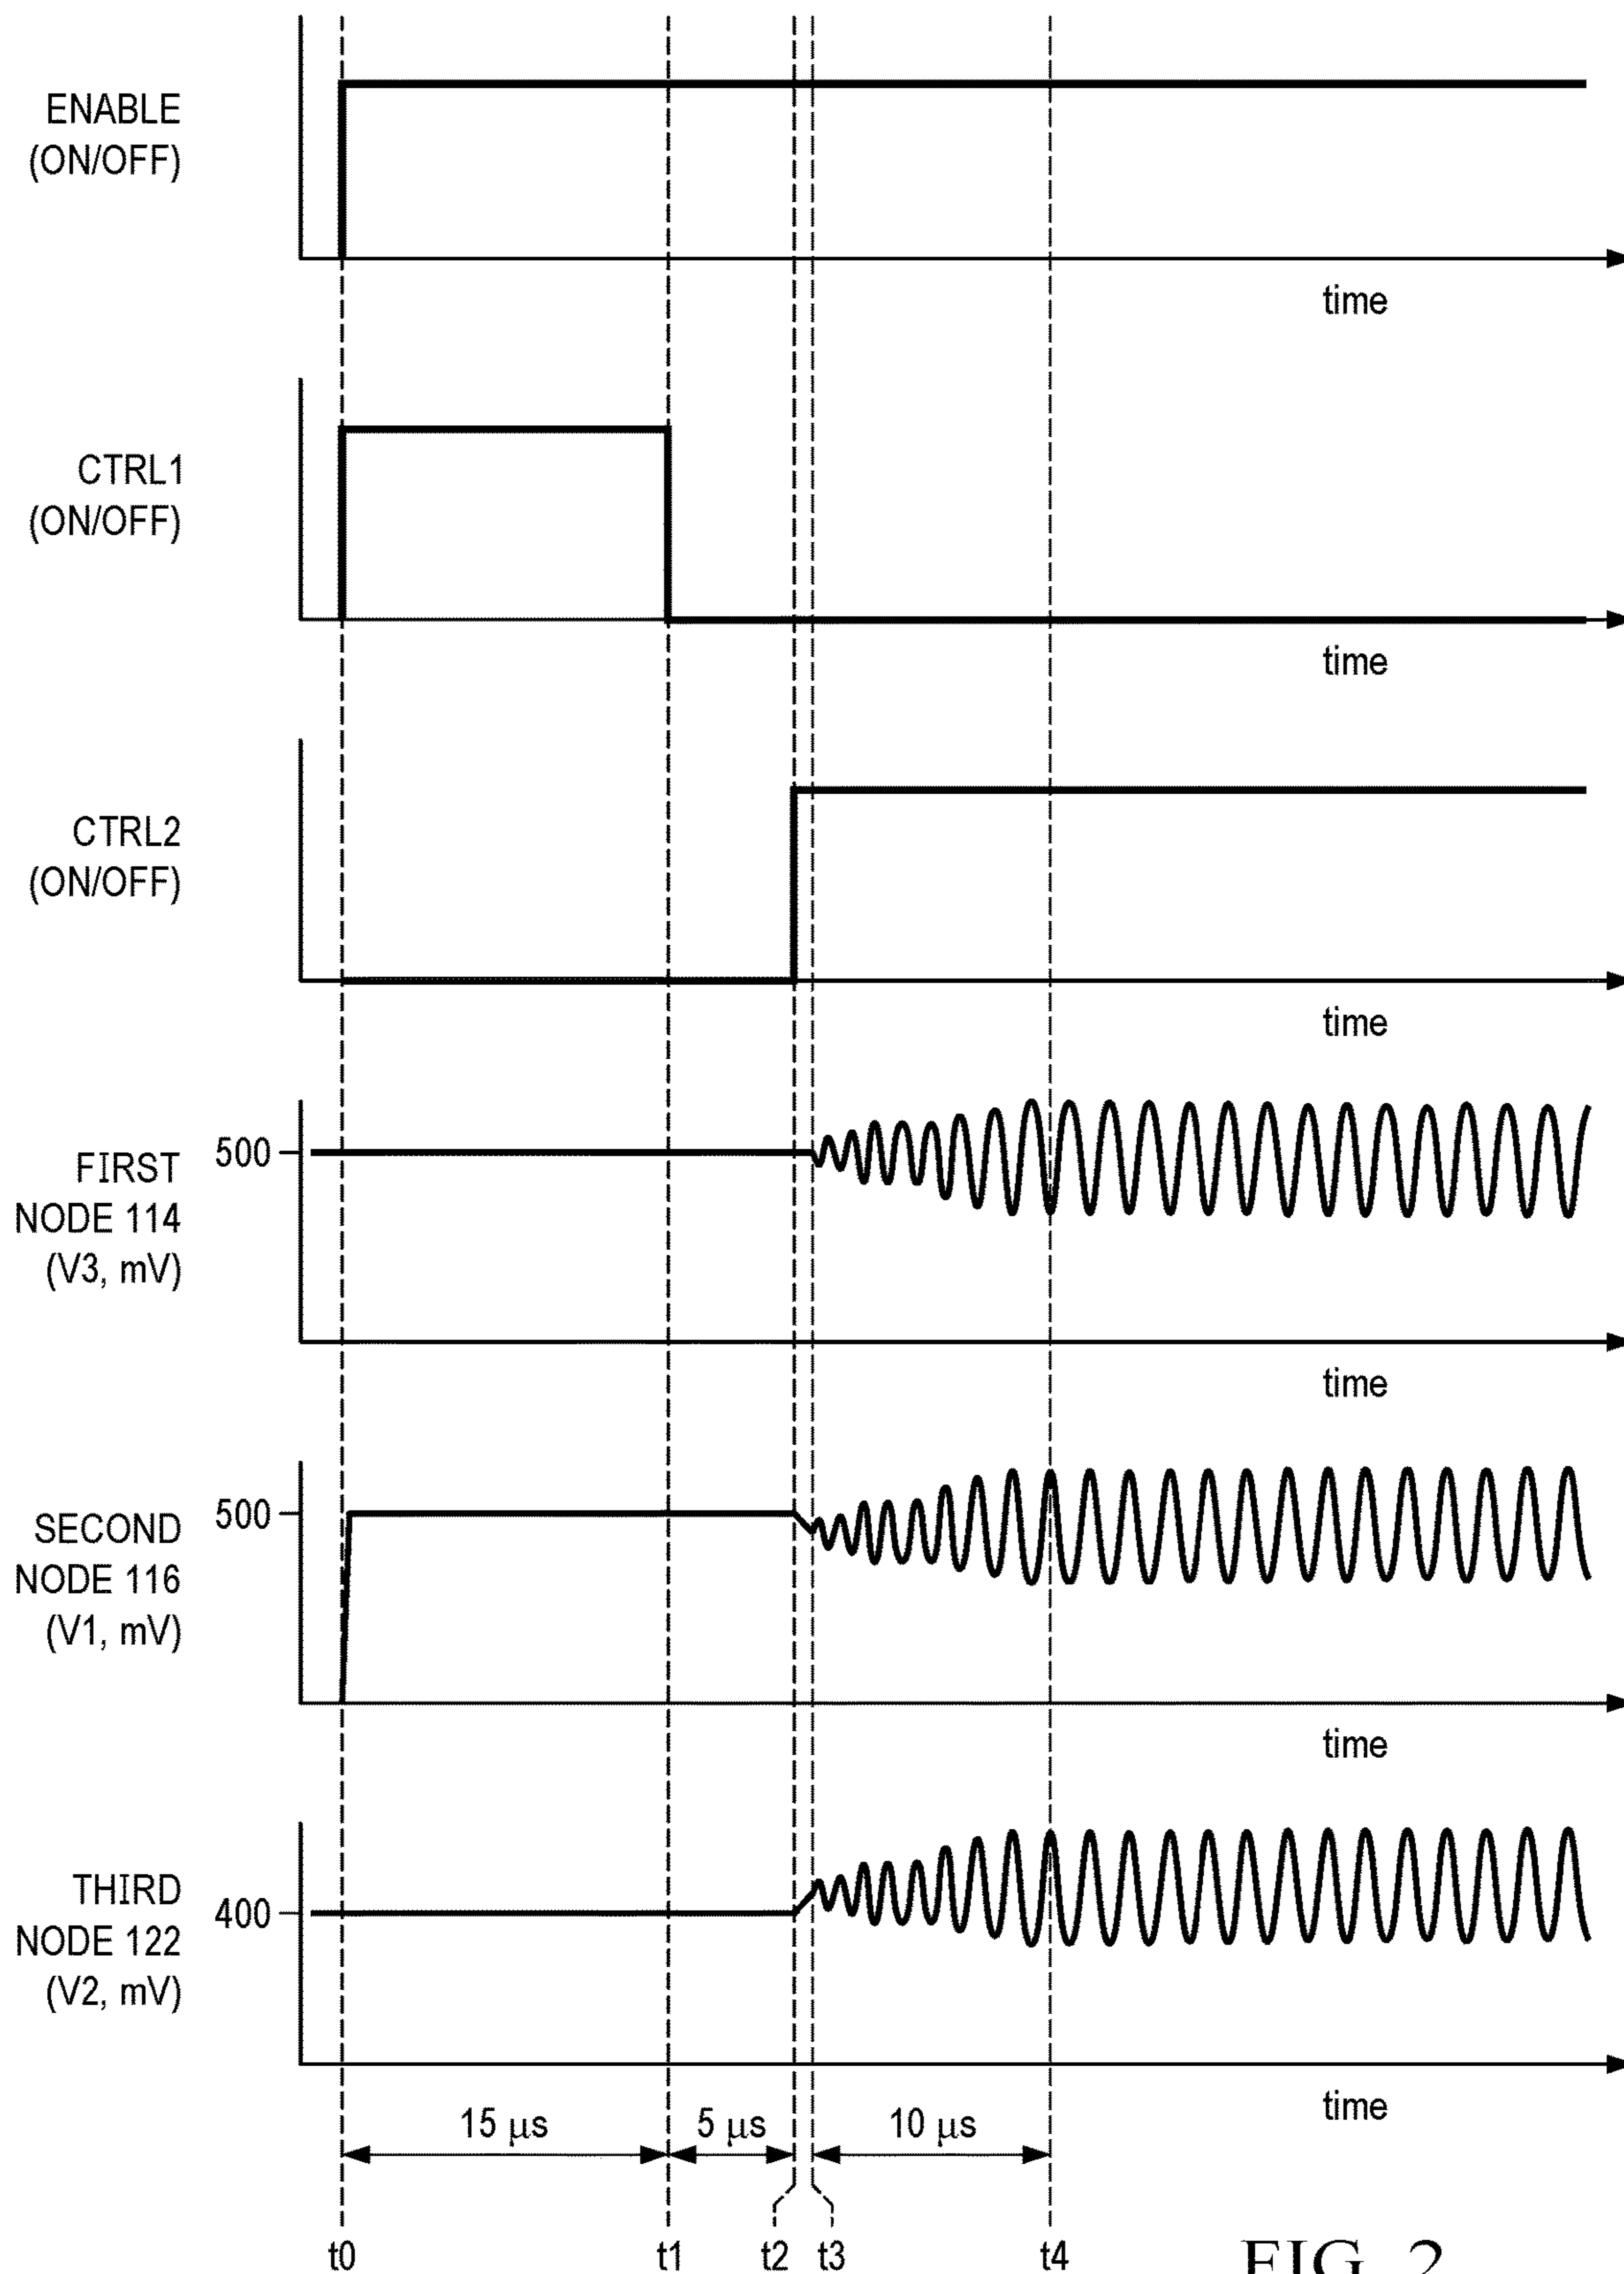 ENABLE
(ON/OFF)
time
CTRL1
(ON/OFF)
time
CTRL2
(ON/OFF)
time
500
FIRST
NODE 114
(V3, mV)
time
500
SECOND
NODE 116
(V1, mV)
time
THIRD
400
NODE 122
(V2, mV)
time
15 μs
5 μs
10 μs
t0
t1
t2
t3
t4
FIG. 2